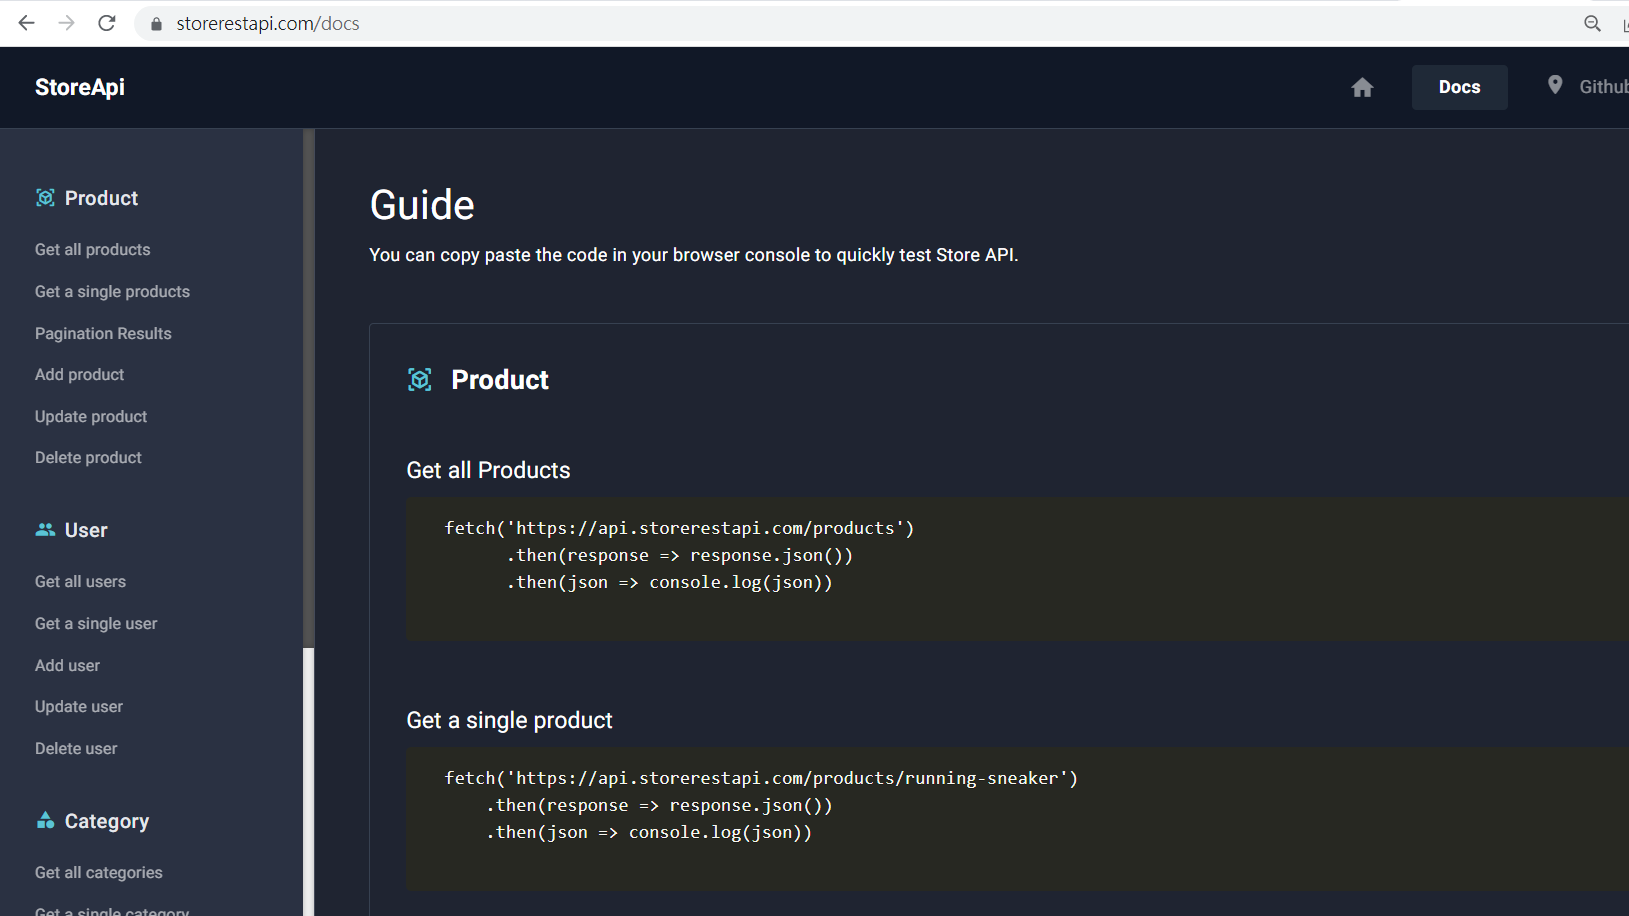 storerestapi.com/docs
StoreApi
Docs
Github
Product
Get all products
Get a single products
Pagination Results
Add product
Update product
Delete product
User
Get all users
Get a single user
Add user
Update user
Delete user
Category
Get all categories
Get a single category
Guide
You can copy paste the code in your browser console to quickly test Store API.
Product
Get all Products
fetch('https://api.storerestapi.com/products')
.then(response => response.json())
.then(json => console.log(json))
Get a single product
fetch('https://api.storerestapi.com/products/running-sneaker')
.then(response => response.json())
.then(json => console.log(json))